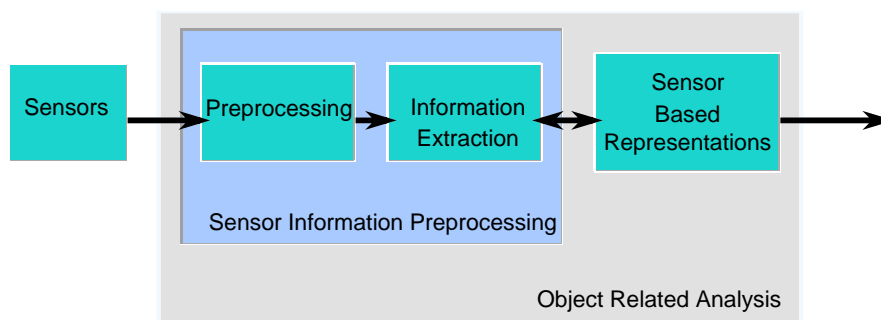 Sensors
Preprocessing
Information
Extraction
Sensor
Based
Representations
Sensor Information Preprocessing
Object Related Analysis